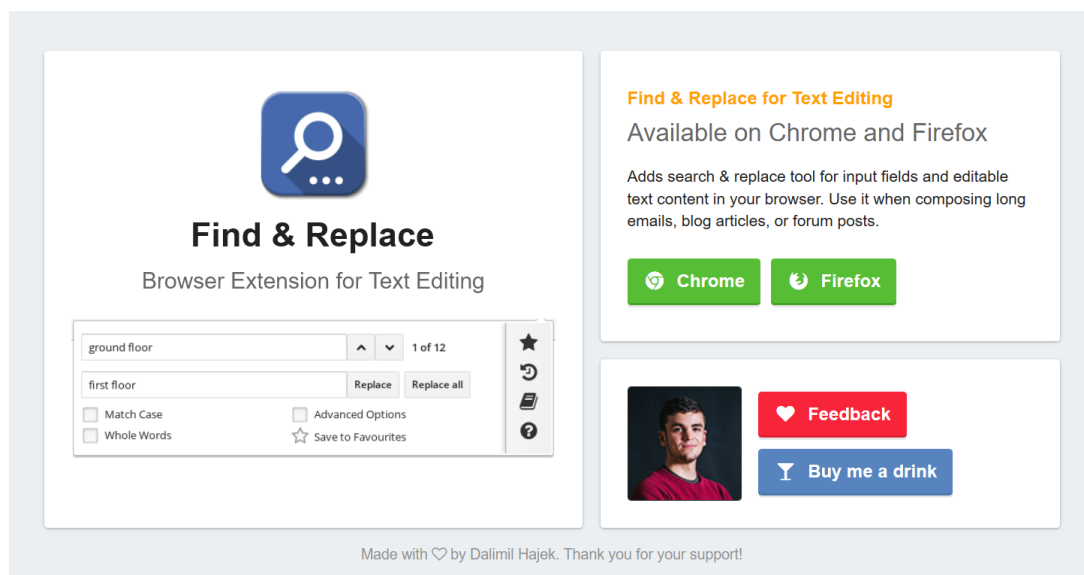 Find & Replace
Browser Extension for Text Editing
ground floor
1 of 12
first floor
Replace
Replace all
Match Case
Advanced Options
Whole Words
Save to Favourites
Find & Replace for Text Editing
Available on Chrome and Firefox
Adds search & replace tool for input fields and editable
text content in your browser. Use it when composing long
emails, blog articles, or forum posts.
Chrome
Firefox
Feedback
Buy me a drink
Made with ♡ by Dalimil Hajek. Thank you for your support!